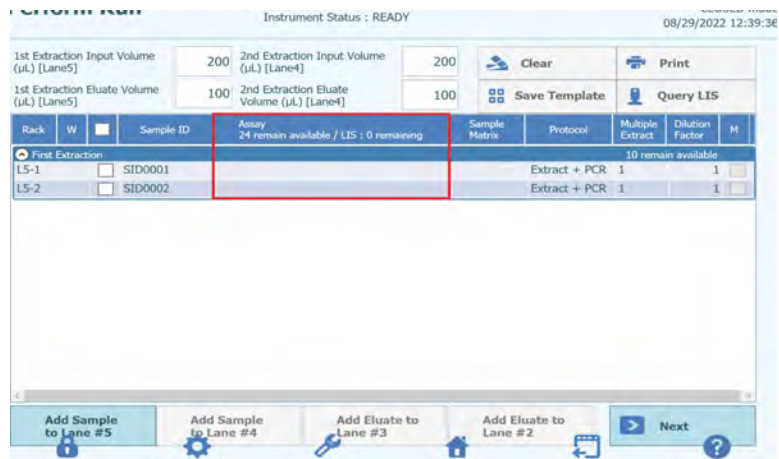 Instrument Status : READY
08/29/2022 12:39:36
1st Extraction Input Volume
(µL) [Lane5]
200
2nd Extraction Input Volume
(µL) [Lane4]
200
Clear
Print
1st Extraction Eluate Volume
(µL) [Lane5]
100
2nd Extraction Eluate
Volume (µL) [Lane4]
100
Save Template
Query LIS
Rack W Sample ID
Assay
24 remain available / LIS : 0 remaining
Sample
Matrix
Protocol
Multiple
Extract
Dilution
Factor
M
First Extraction 10 remain available
L5-1 SID0001 Extract + PCR 1 1
L5-2 SID0002 Extract + PCR 1 1
Add Sample
to Lane #5
Add Sample
to Lane #4
Add Eluate to
Lane #3
Add Eluate to
Lane #2
Next